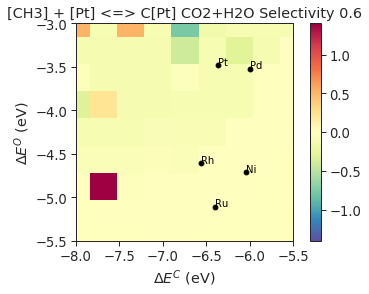 [CH3] + [Pt] <=> C[Pt] CO2+H2O Selectivity 0.6
−3.0
−3.5
−4.0
−4.5
−5.0
−5.5
ΔE^O (eV)
Pt
Pd
Rh
Ni
Ru
−8.0 −7.5 −7.0 −6.5 −6.0 −5.5
ΔE^C (eV)
1.0
0.5
0.0
−0.5
−1.0